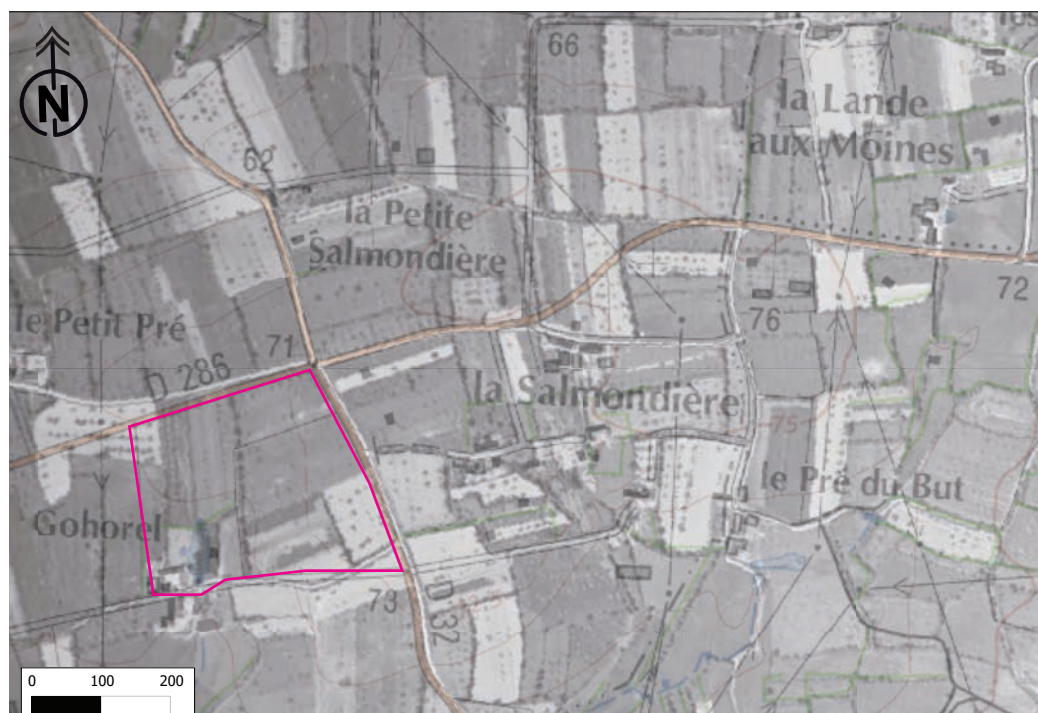 N
66
la Lande
aux Moines
62
la Petite
Salmondière
72
76
le Petit Pré
71
D 286
la Salmondière
75
le Pré du But
Gohorel
73
D 132
0 100 200